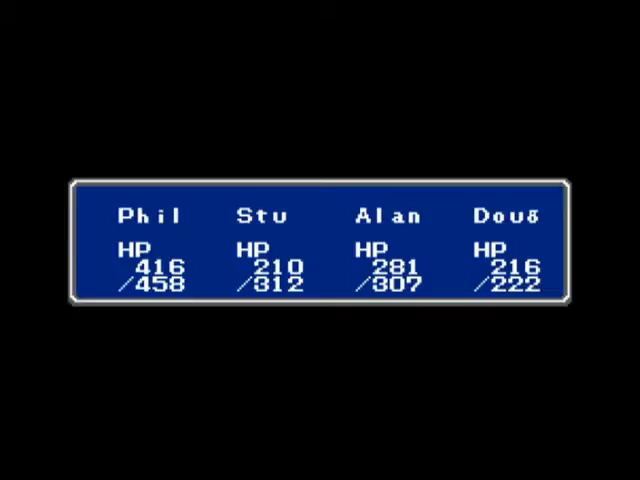 Phil Stu Alan Doug
HP HP HP HP
416 210 281 216
/458 /312 /307 /222